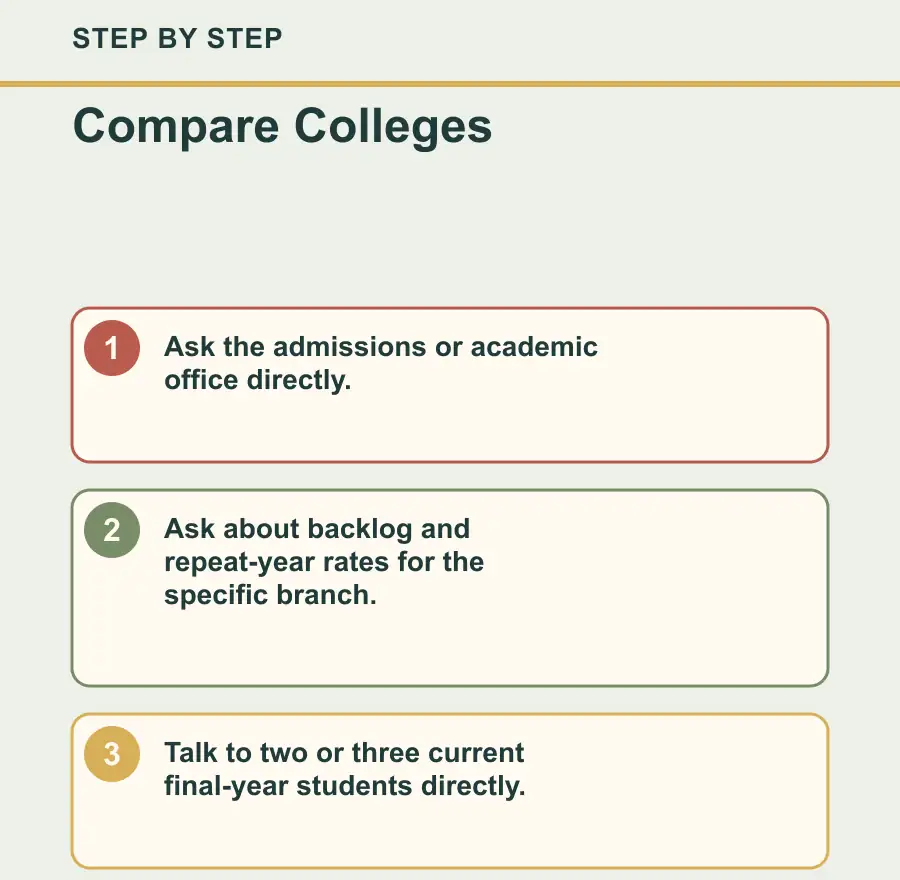 STEP BY STEP
Compare Colleges
1
Ask the admissions or academic
office directly.
2
Ask about backlog and
repeat-year rates for the
specific branch.
3
Talk to two or three current
final-year students directly.